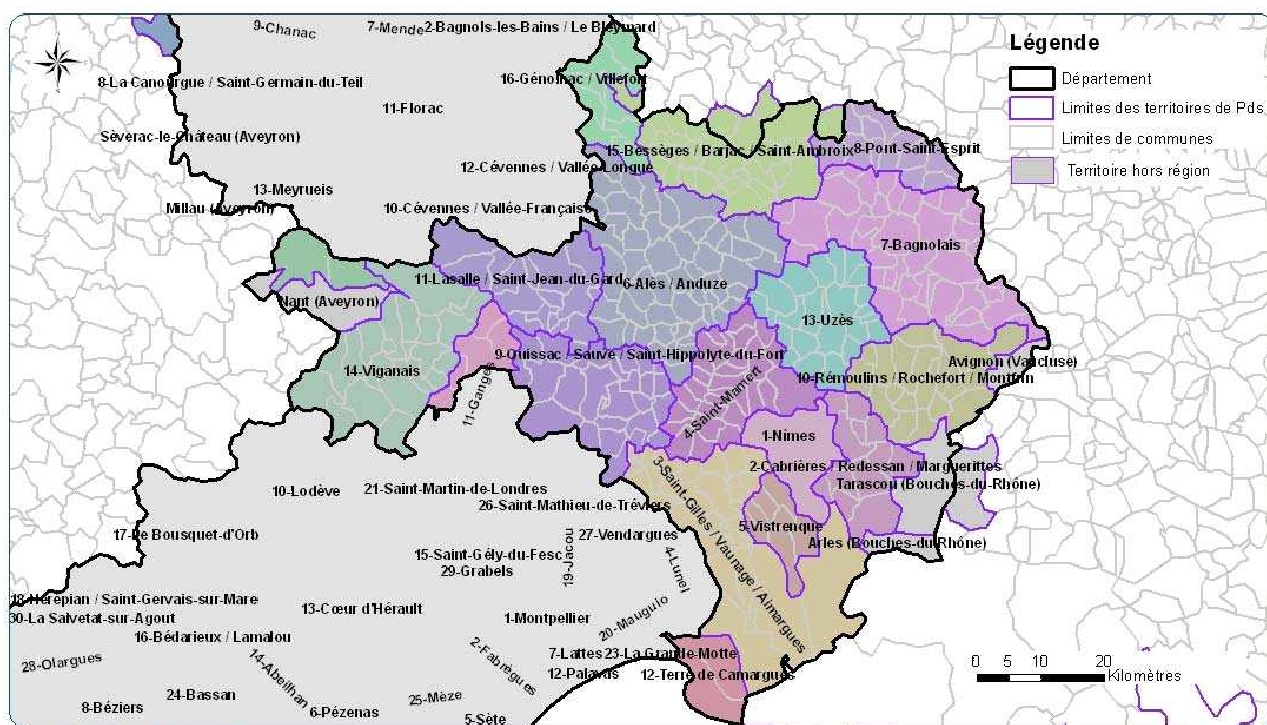 9-Chanac
7-Mende
2-Bagnols-les-Bains / Le Bleymard
Légende
8-La Canourgue / Saint-Germain-du-Teil
16-Génolhac / Villefort
Département
11-Florac
Limites des territoires de Pds
Séverac-le-Château (Aveyron)
Limites de communes
15-Bessèges / Barjac / Saint-Ambroix
8-Pont-Saint-Esprit
12-Cévennes / Vallée Longue
Territoire hors région
13-Meyrueis
Millau (Aveyron)
10-Cévennes / Vallée-Française
7-Bagnolais
11-Lasalle / Saint-Jean-du-Gard
6-Alès / Anduze
Nant (Aveyron)
13-Uzès
9-Quissac / Sauve / Saint-Hippolyte-du-Fort
Avignon (Vaucluse)
14-Viganais
10-Rémoulins / Rochefort / Montfrin
11-Ganges
4-Saint-Mamert
1-Nîmes
2-Cabrières / Redessan / Marguerittes
Tarascon (Bouches-du-Rhône)
10-Lodève
21-Saint-Martin-de-Londres
26-Saint-Mathieu-de-Tréviers
3-Saint-Gilles / Vaunage / Aimargues
5-Vistrenque
17-Le Bousquet-d'Orb
27-Vendargues
Arles (Bouches-du-Rhône)
15-Saint-Gély-du-Fesc
19-Jacou
4-Lunel
29-Grabels
18-Hérépian / Saint-Gervais-sur-Mare
13-Cœur d'Hérault
30-La Salvetat-sur-Agout
1-Montpellier
20-Mauguio
16-Bédarieux / Lamalou
28-Olargues
14-Abeilhan
2-Fabrègues
7-Lattes
23-La Grande-Motte
12-Palavas
12-Terre de Camargues
0 5 10 20
Kilomètres
24-Bassan
25-Mèze
8-Béziers
6-Pézenas
5-Sète